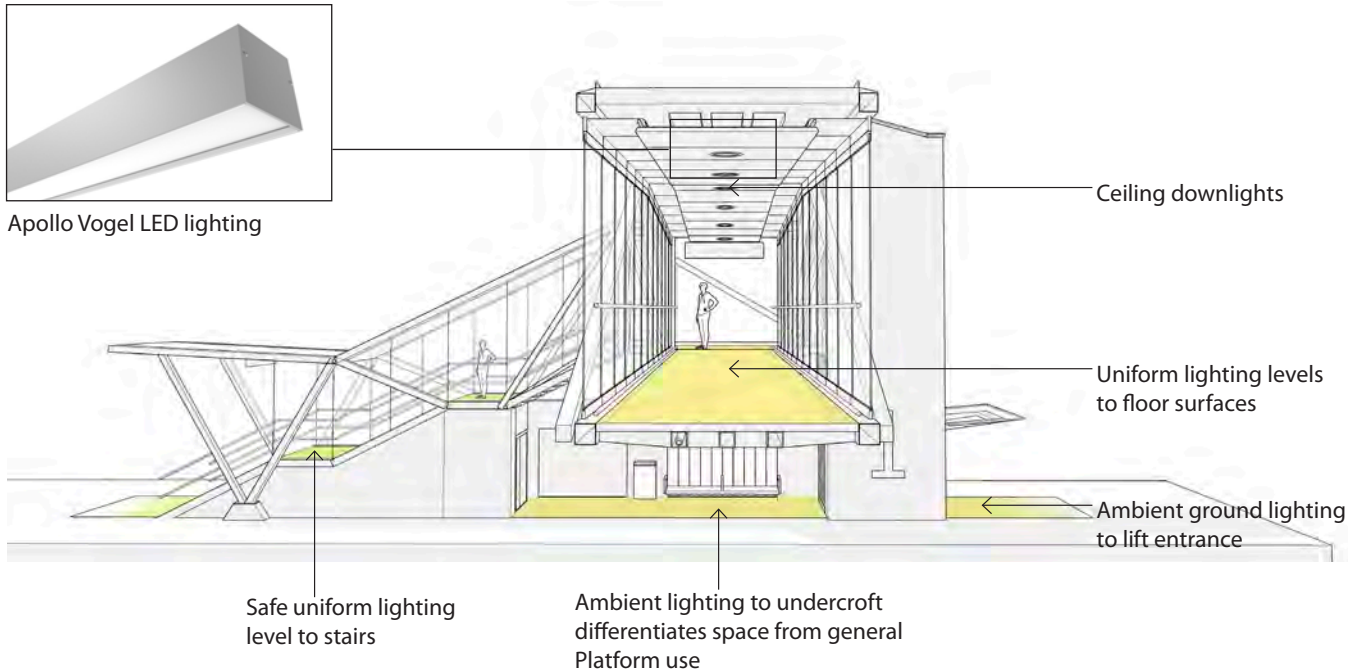 Apollo Vogel LED lighting
Ceiling downlights
Uniform lighting levels
to floor surfaces
Ambient ground lighting
to lift entrance
Safe uniform lighting
level to stairs
Ambient lighting to undercroft
differentiates space from general
Platform use